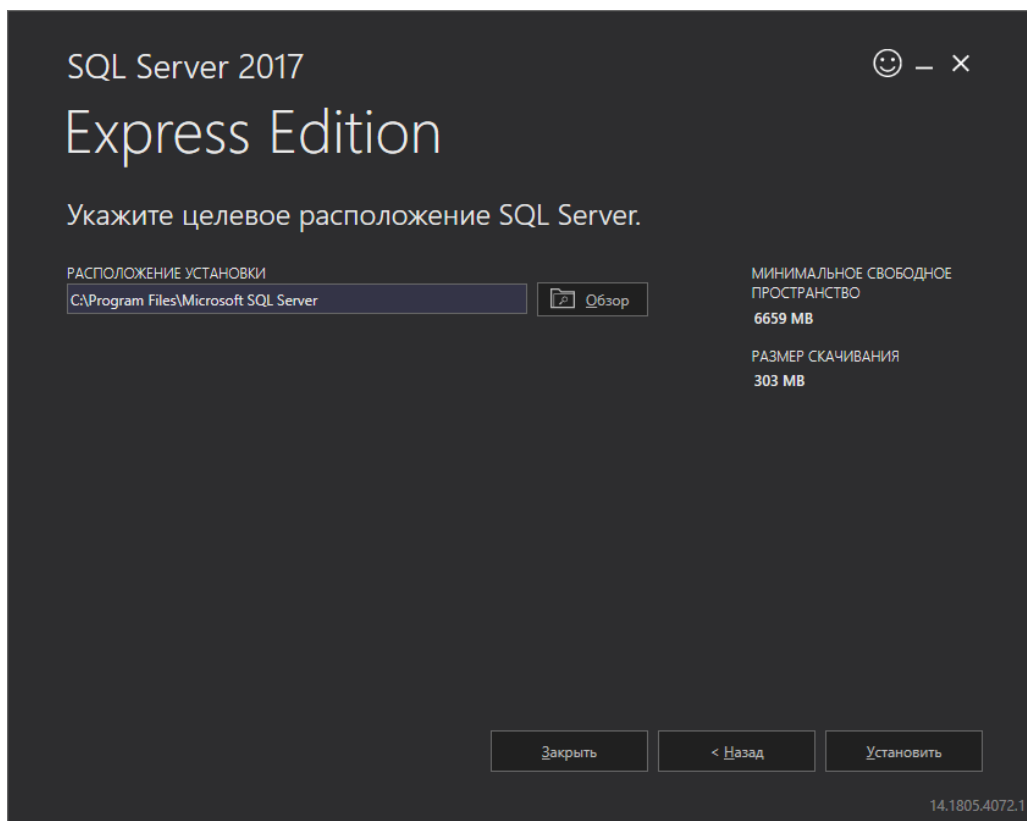 SQL Server 2017
Express Edition
Укажите целевое расположение SQL Server.
РАСПОЛОЖЕНИЕ УСТАНОВКИ
C:\Program Files\Microsoft SQL Server
Обзор
МИНИМАЛЬНОЕ СВОБОДНОЕ
ПРОСТРАНСТВО
6659 MB
РАЗМЕР СКАЧИВАНИЯ
303 MB
Закрыть
< Назад
Установить
14.1805.4072.1